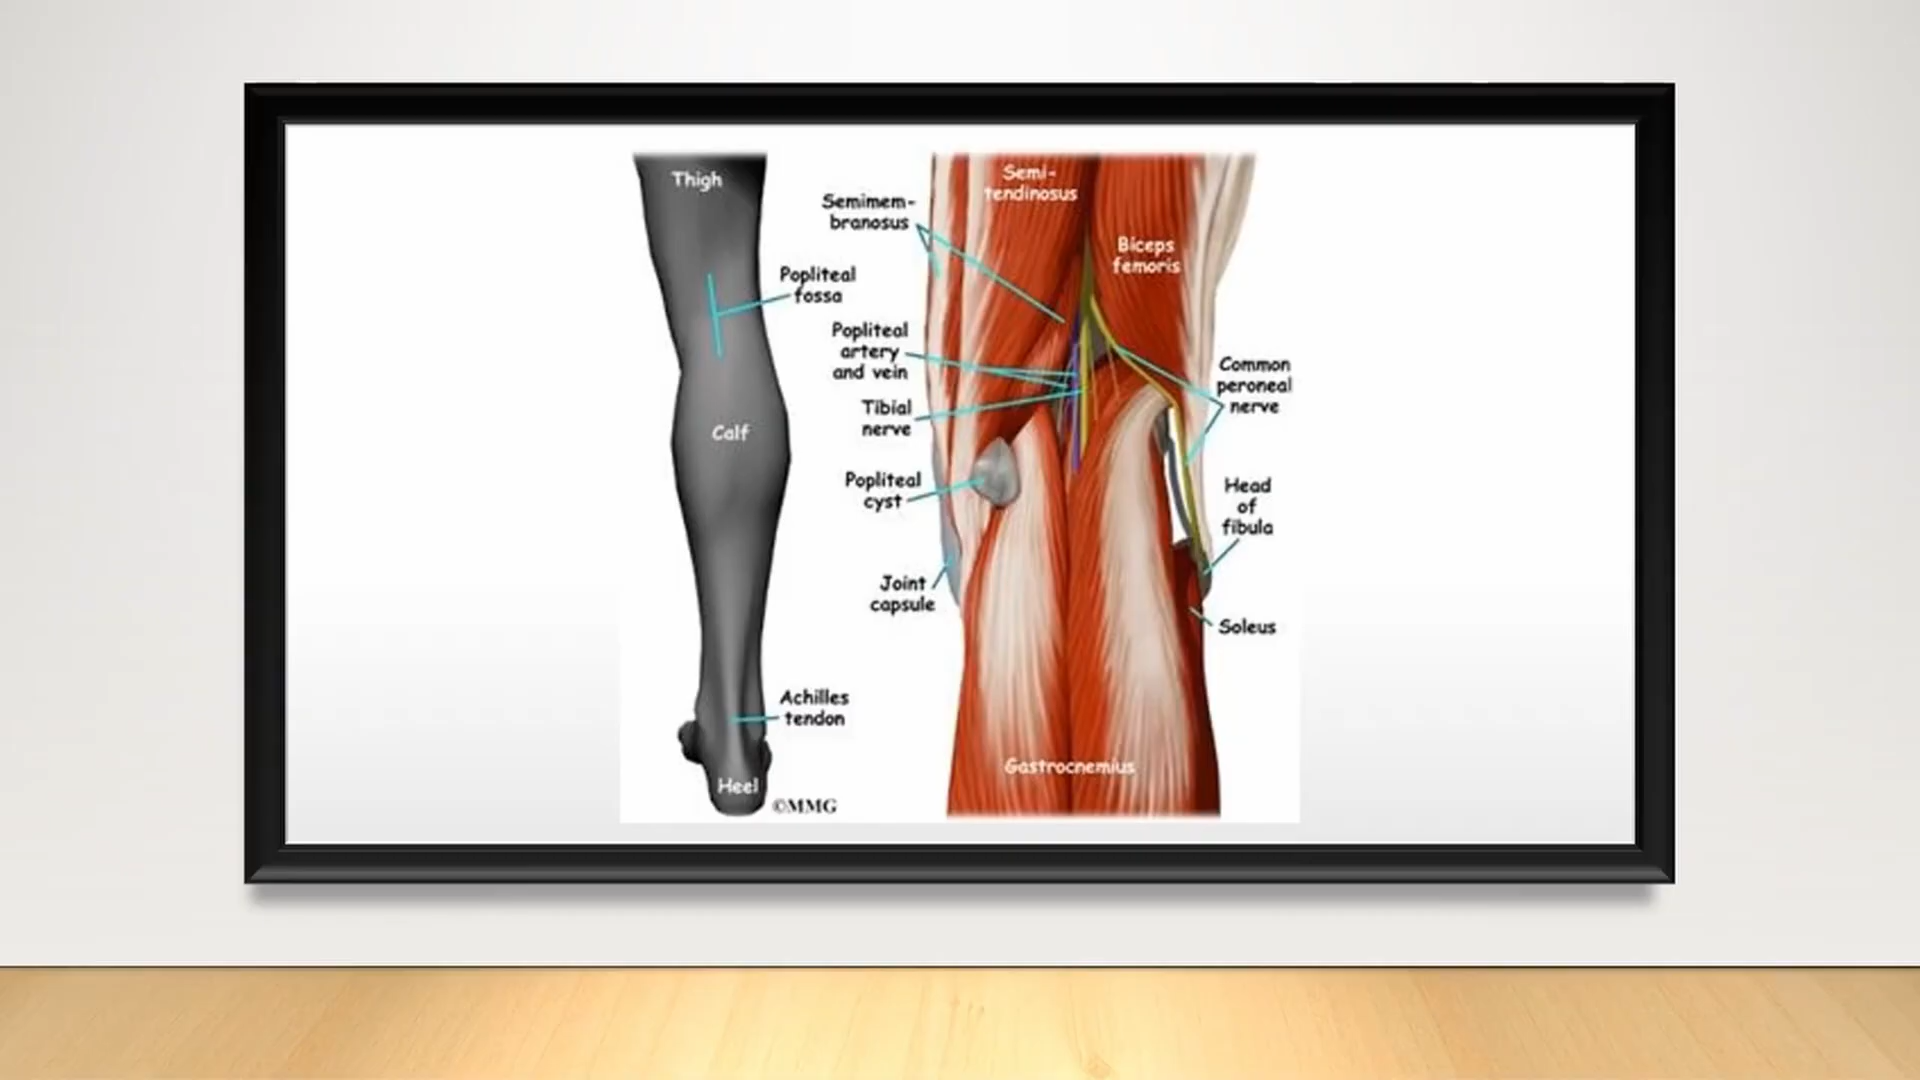 Thigh
Popliteal
fossa
Calf
Achilles
tendon
Heel
©MMG
Semi-
tendinosus
Semimem-
branosus
Biceps
femoris
Popliteal
artery
and vein
Tibial
nerve
Common
peroneal
nerve
Popliteal
cyst
Head
of
fibula
Joint
capsule
Soleus
Gastrocnemius